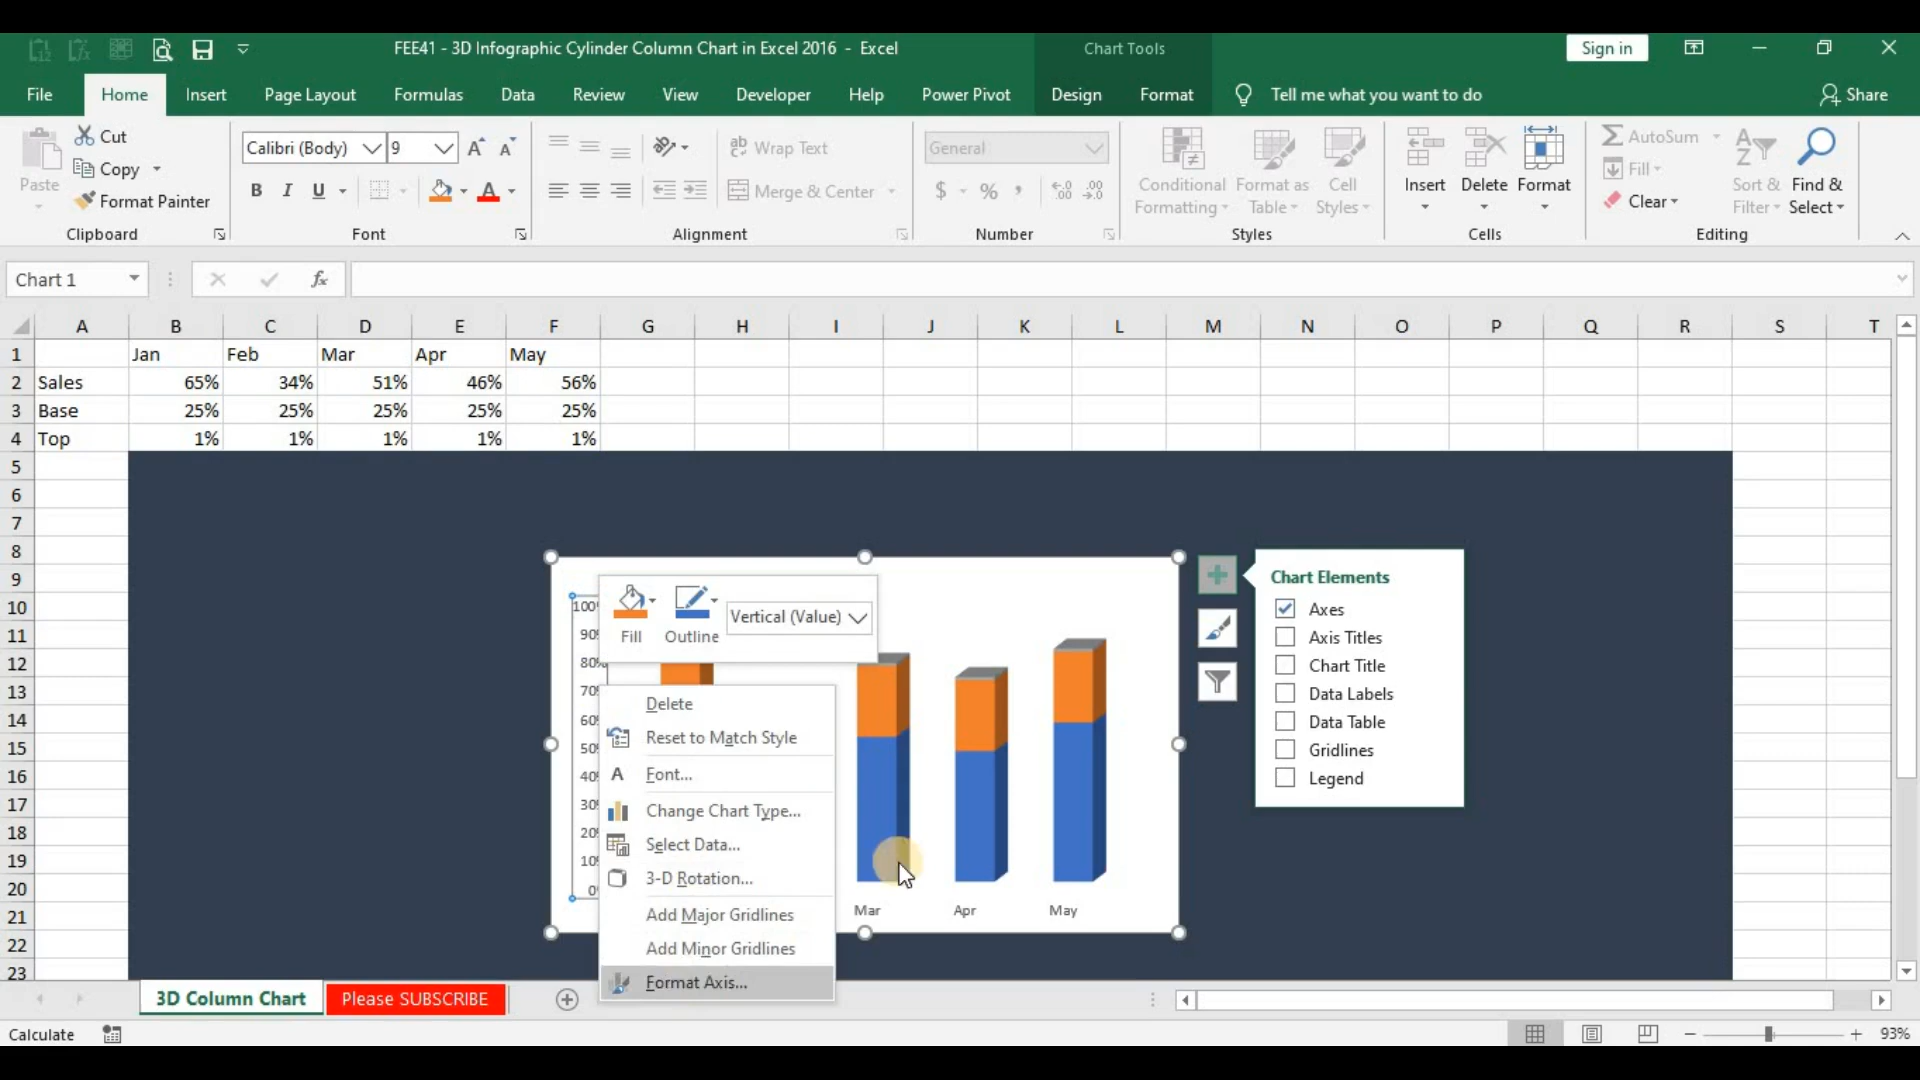 FEE41 - 3D Infographic Cylinder Column Chart in Excel 2016 - Excel
Chart Tools
Sign in
File Home Insert Page Layout Formulas Data Review View Developer Help Power Pivot Design Format Tell me what you want to do Share
Paste
Cut
Copy
Format Painter
Clipboard
Calibri (Body) 9
B I U
Font
Wrap Text
Merge & Center
Alignment
General
$ % ,
Number
Conditional Formatting
Format as Table
Cell Styles
Styles
Insert Delete Format
Cells
AutoSum
Fill
Clear
Sort & Filter
Find & Select
Editing
Chart 1
fx
A B C D E F G H I J K L M N O P Q R S T
1 Jan Feb Mar Apr May
2 Sales 65% 34% 51% 46% 56%
3 Base 25% 25% 25% 25% 25%
4 Top 1% 1% 1% 1% 1%
5
6
7
8
9
10
11
12
13
14
15
16
17
18
19
20
21
22
23
Fill
Outline
Vertical (Value)
Delete
Reset to Match Style
Font...
Change Chart Type...
Select Data...
3-D Rotation...
Add Major Gridlines
Add Minor Gridlines
Format Axis...
Mar Apr May
Chart Elements
Axes
Axis Titles
Chart Title
Data Labels
Data Table
Gridlines
Legend
3D Column Chart
Please SUBSCRIBE
Calculate
93%